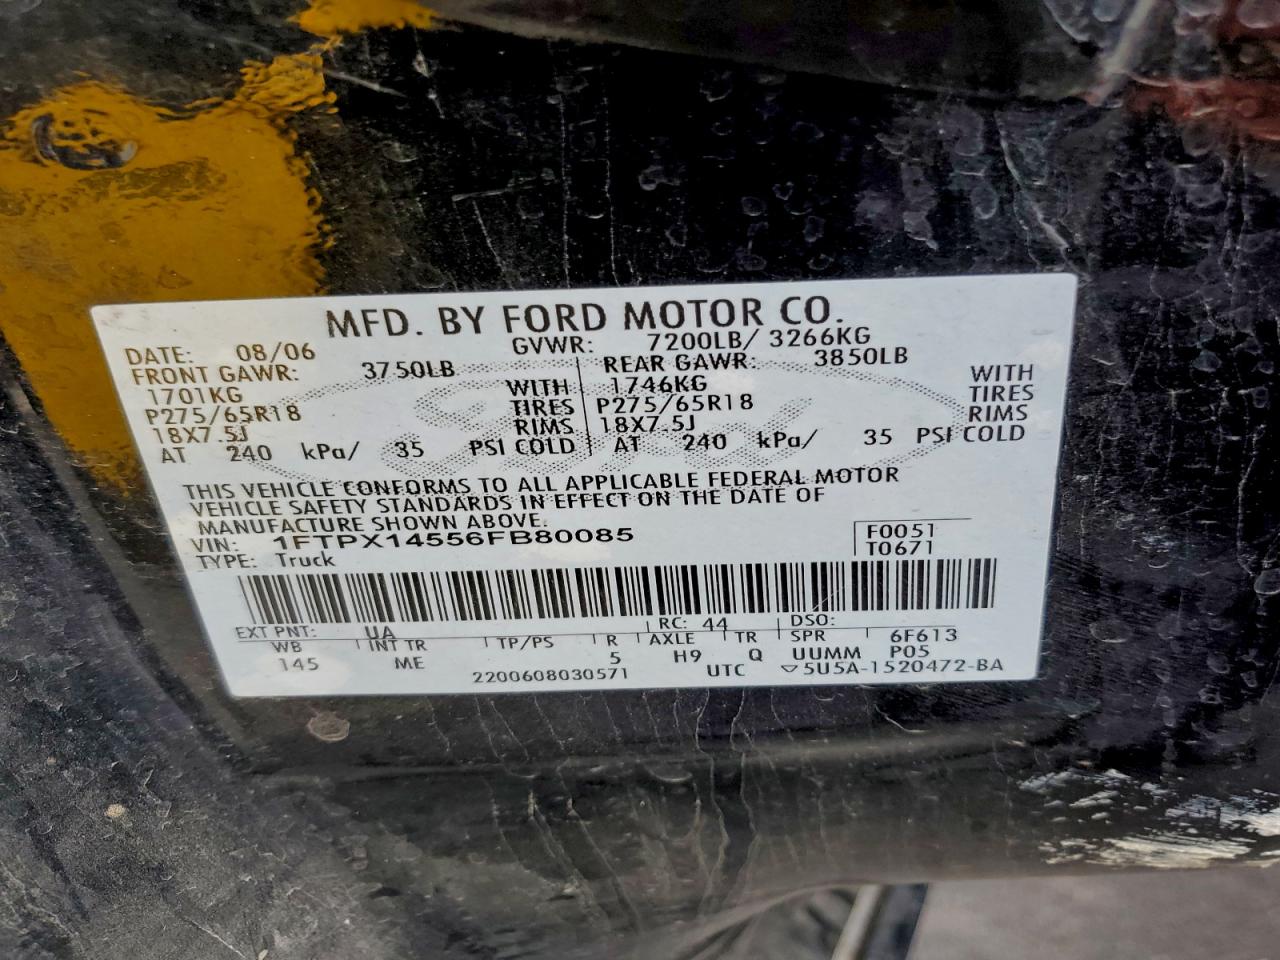 MFD. BY FORD MOTOR CO.
DATE: 08/06 GVWR: 7200LB/ 3266KG
FRONT GAWR: 3750LB REAR GAWR: 3850LB
1701KG WITH 1746KG WITH
P275/65R18 TIRES P275/65R18 TIRES
18X7.5J RIMS 18X7.5J RIMS
AT 240 kPa/ 35 PSI COLD AT 240 kPa/ 35 PSI COLD
THIS VEHICLE CONFORMS TO ALL APPLICABLE FEDERAL MOTOR
VEHICLE SAFETY STANDARDS IN EFFECT ON THE DATE OF
MANUFACTURE SHOWN ABOVE.
VIN: 1FTPX14556FB80085 F0051
TYPE: Truck T0671
EXT PNT: UA RC: 44 DSO:
WB INT TR TP/PS R AXLE TR SPR 6F613
145 ME 5 H9 Q UUMM P05
2200608030571 UTC ▽5U5A-1520472-BA